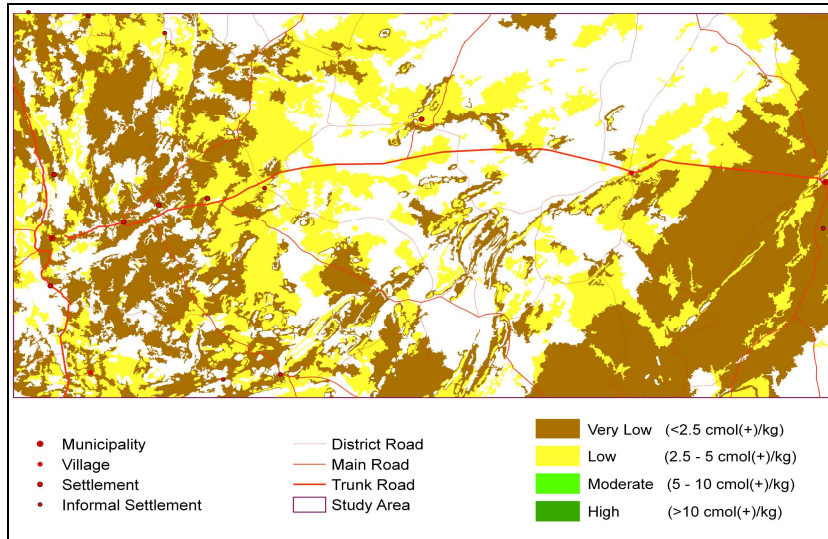 Municipality
Village
Settlement
Informal Settlement
District Road
Main Road
Trunk Road
Study Area
Very Low (<2.5 cmol(+)/kg)
Low (2.5 - 5 cmol(+)/kg)
Moderate (5 - 10 cmol(+)/kg)
High (>10 cmol(+)/kg)